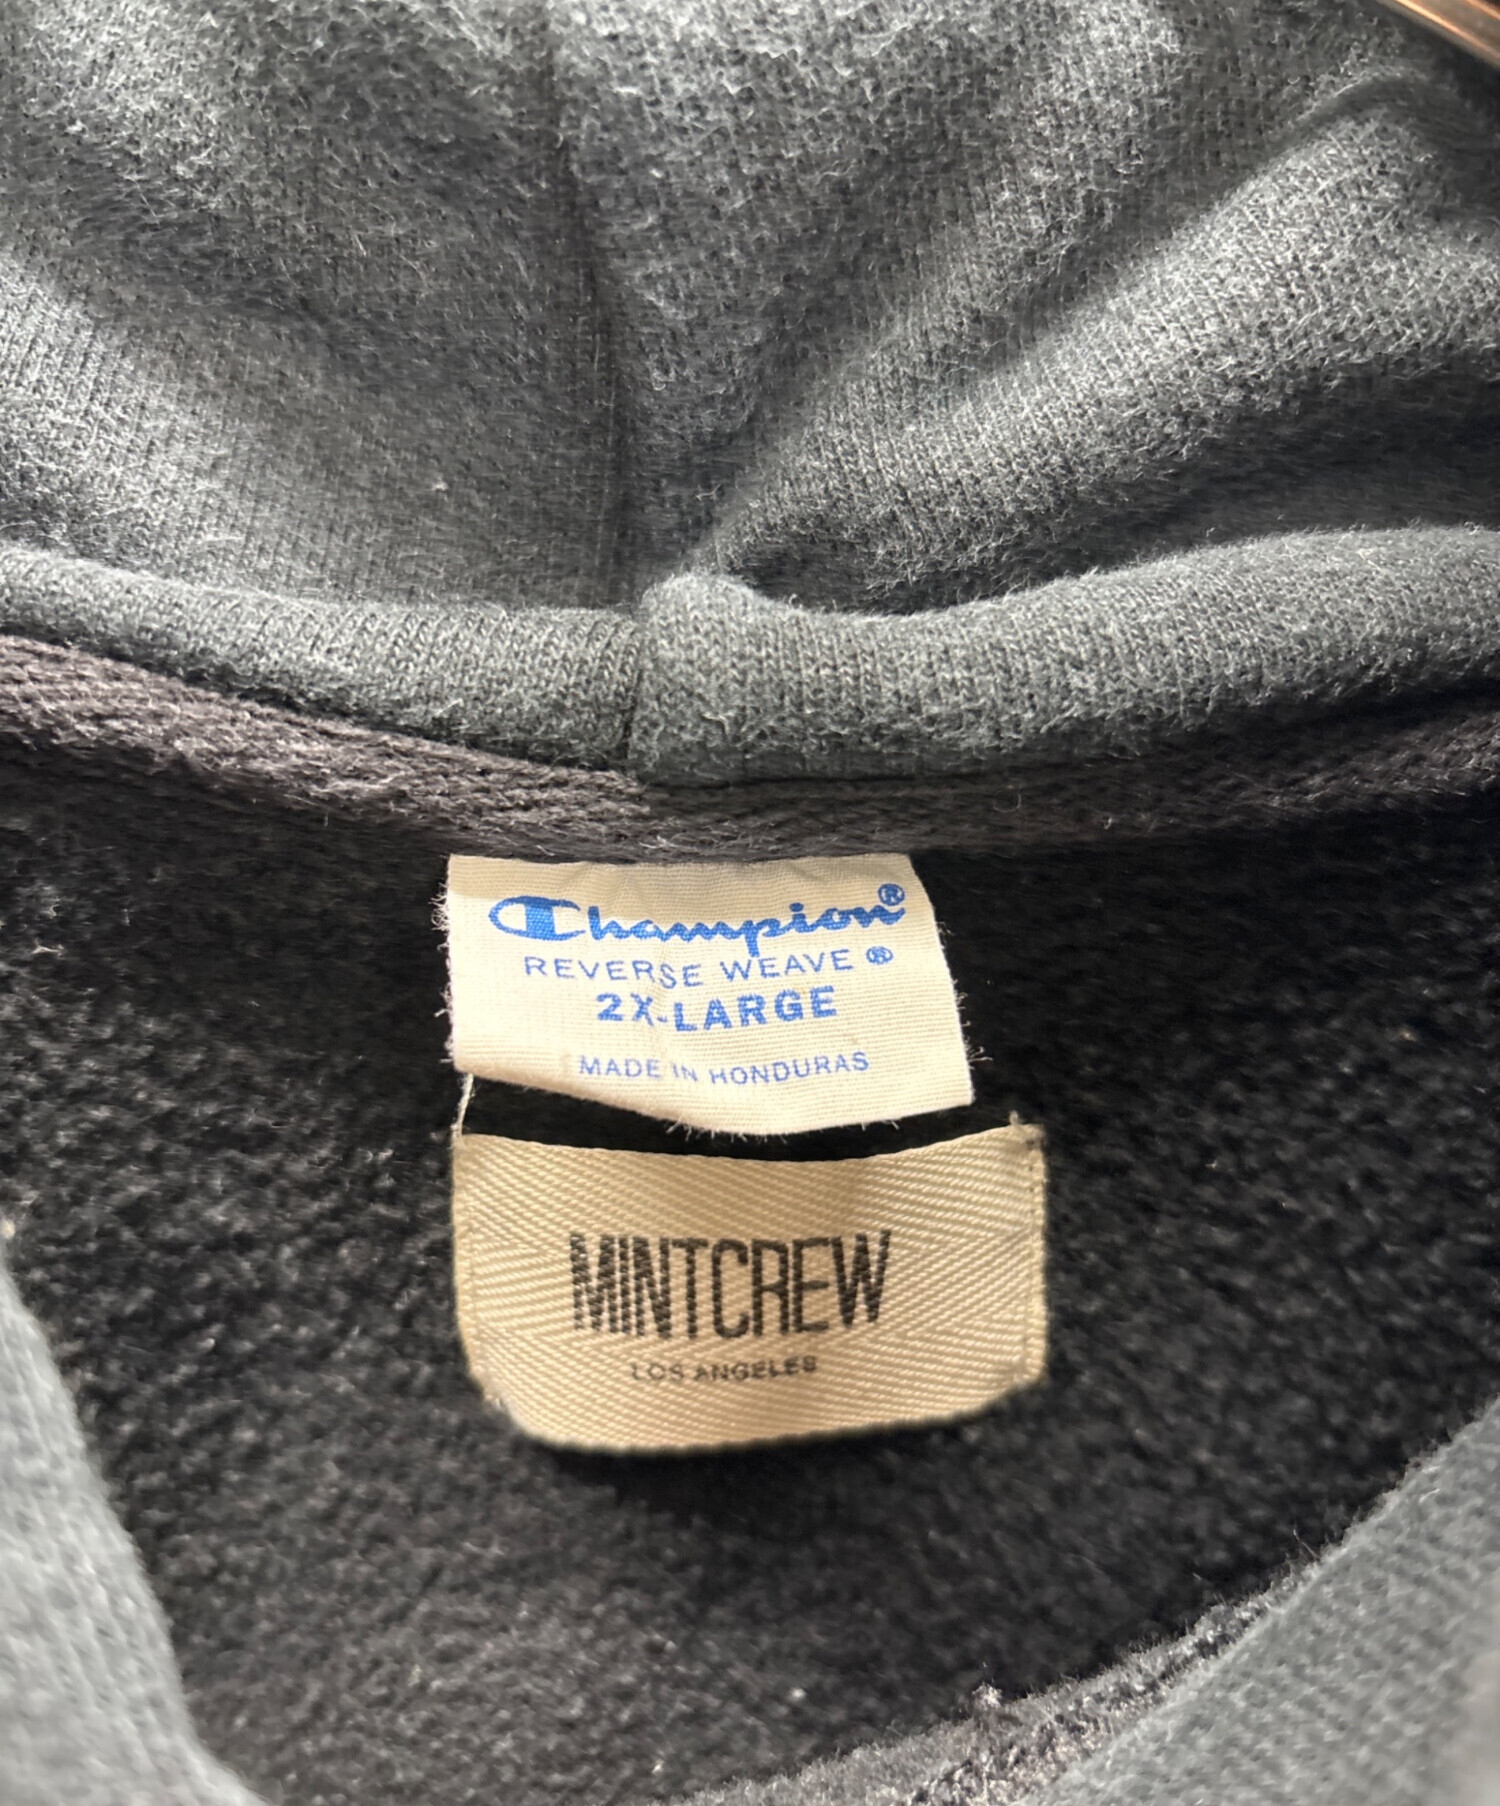 Champion®
REVERSE WEAVE ®
2X-LARGE
MADE IN HONDURAS
MINTCREW
LOS ANGELES